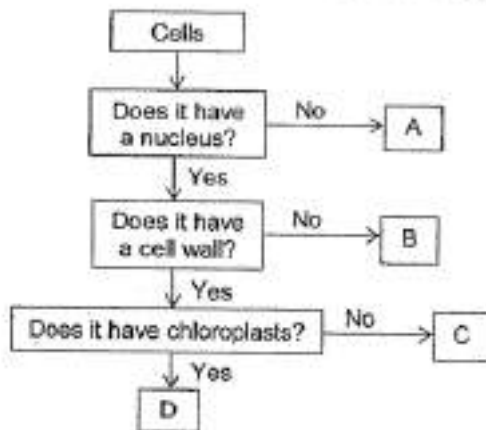 Cells
Does it have
a nucleus?
No
A
Yes
Does it have
a cell wall?
No
B
Yes
Does it have chloroplasts?
No
C
Yes
D